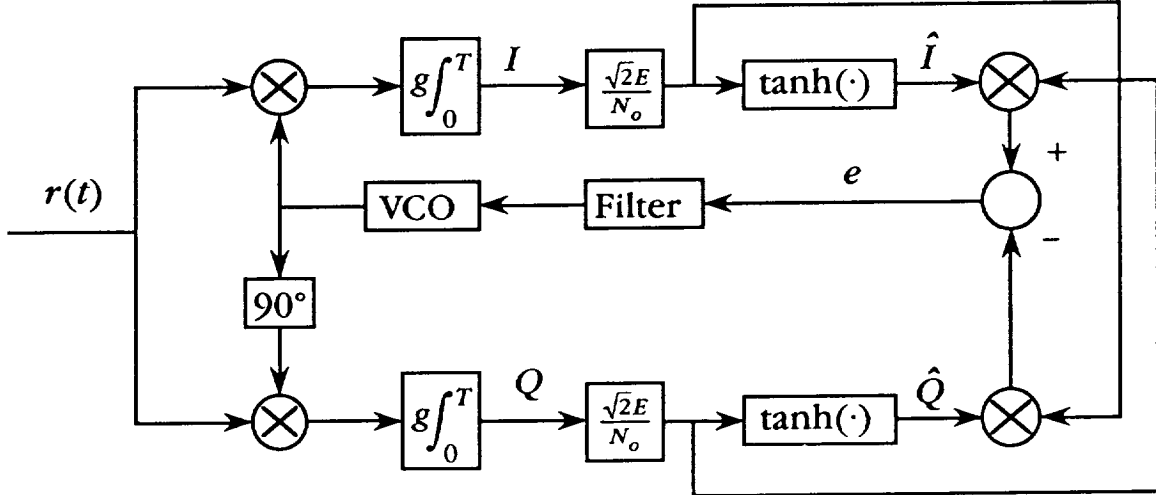 g∫₀ᵀ
I
√2E/Nₒ
tanh(·)
Î
+
r(t)
VCO
Filter
e
−
90°
g∫₀ᵀ
Q
√2E/Nₒ
tanh(·)
Q̂